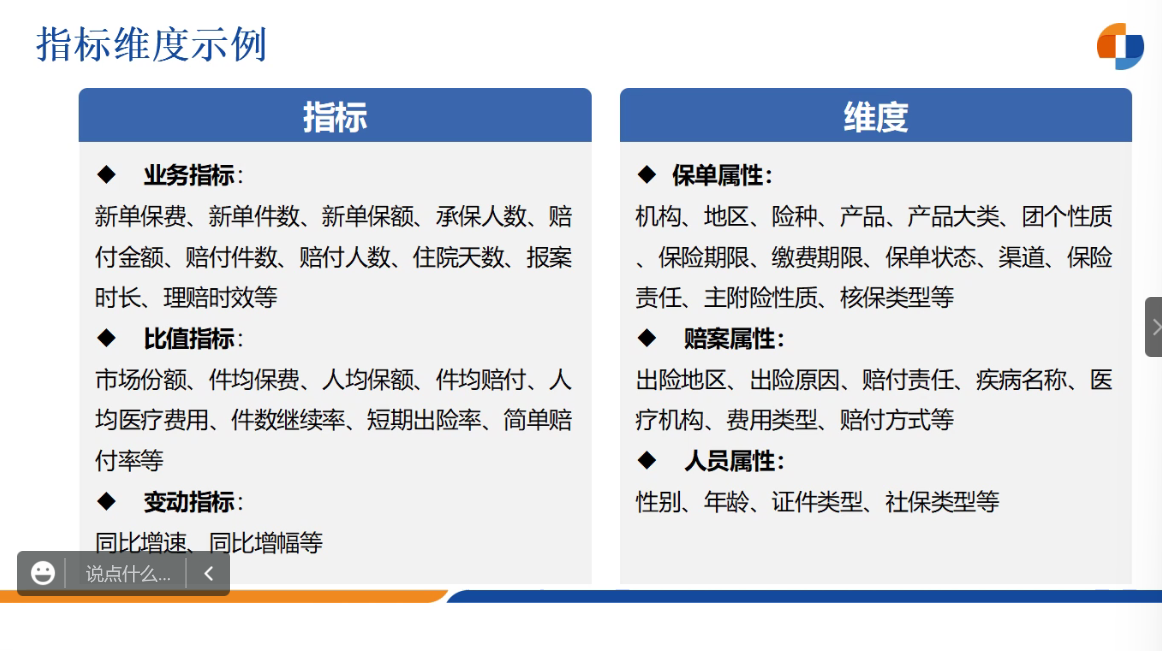 指标维度示例
指标
◆ 业务指标：
新单保费、新单件数、新单保额、承保人数、赔
付金额、赔付件数、赔付人数、住院天数、报案
时长、理赔时效等
◆ 比值指标：
市场份额、件均保费、人均保额、件均赔付、人
均医疗费用、件数继续率、短期出险率、简单赔
付率等
◆ 变动指标：
同比增速、同比增幅等
维度
◆ 保单属性：
机构、地区、险种、产品、产品大类、团个性质
、保险期限、缴费期限、保单状态、渠道、保险
责任、主附险性质、核保类型等
◆ 赔案属性：
出险地区、出险原因、赔付责任、疾病名称、医
疗机构、费用类型、赔付方式等
◆ 人员属性：
性别、年龄、证件类型、社保类型等
说点什么...